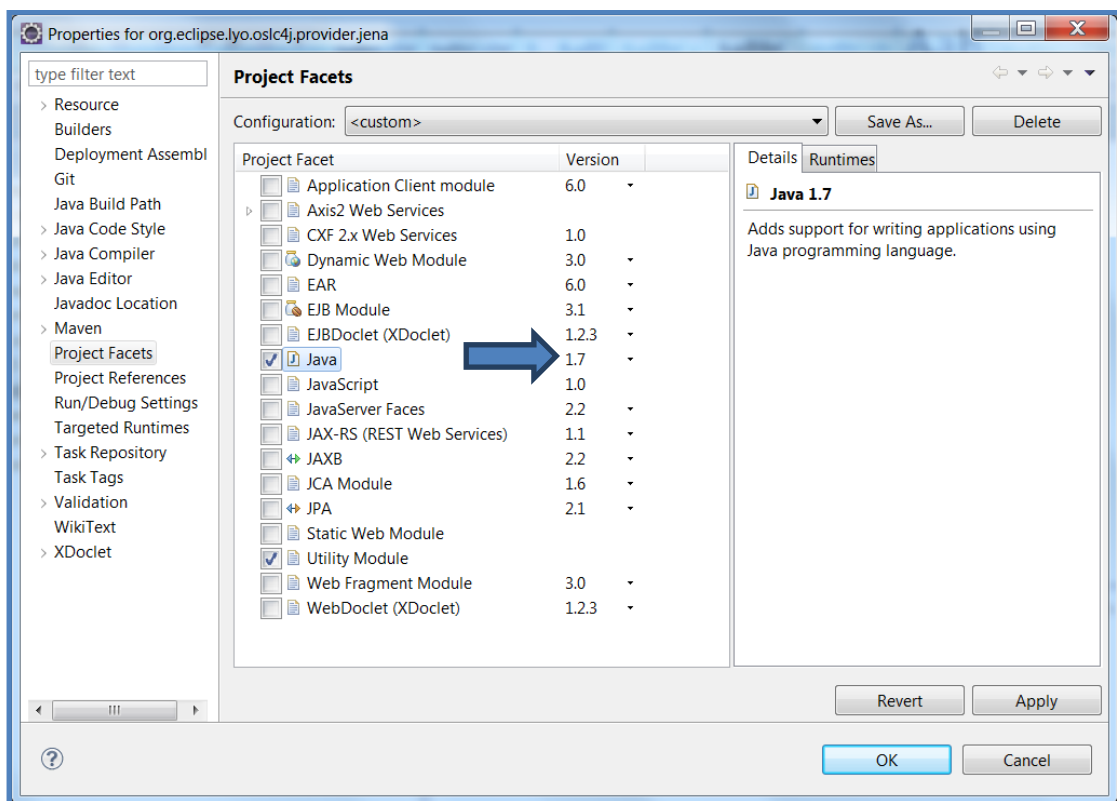 Properties for org.eclipse.lyo.oslc4j.provider.jena
type filter text
Resource
Builders
Deployment Assembl
Git
Java Build Path
Java Code Style
Java Compiler
Java Editor
Javadoc Location
Maven
Project Facets
Project References
Run/Debug Settings
Targeted Runtimes
Task Repository
Task Tags
Validation
WikiText
XDoclet
Project Facets
Configuration: <custom> Save As... Delete
Project Facet Version
Application Client module 6.0
Axis2 Web Services
CXF 2.x Web Services 1.0
Dynamic Web Module 3.0
EAR 6.0
EJB Module 3.1
EJBDoclet (XDoclet) 1.2.3
Java 1.7
JavaScript 1.0
JavaServer Faces 2.2
JAX-RS (REST Web Services) 1.1
JAXB 2.2
JCA Module 1.6
JPA 2.1
Static Web Module
Utility Module
Web Fragment Module 3.0
WebDoclet (XDoclet) 1.2.3
Details Runtimes
Java 1.7
Adds support for writing applications using
Java programming language.
Revert Apply
OK Cancel